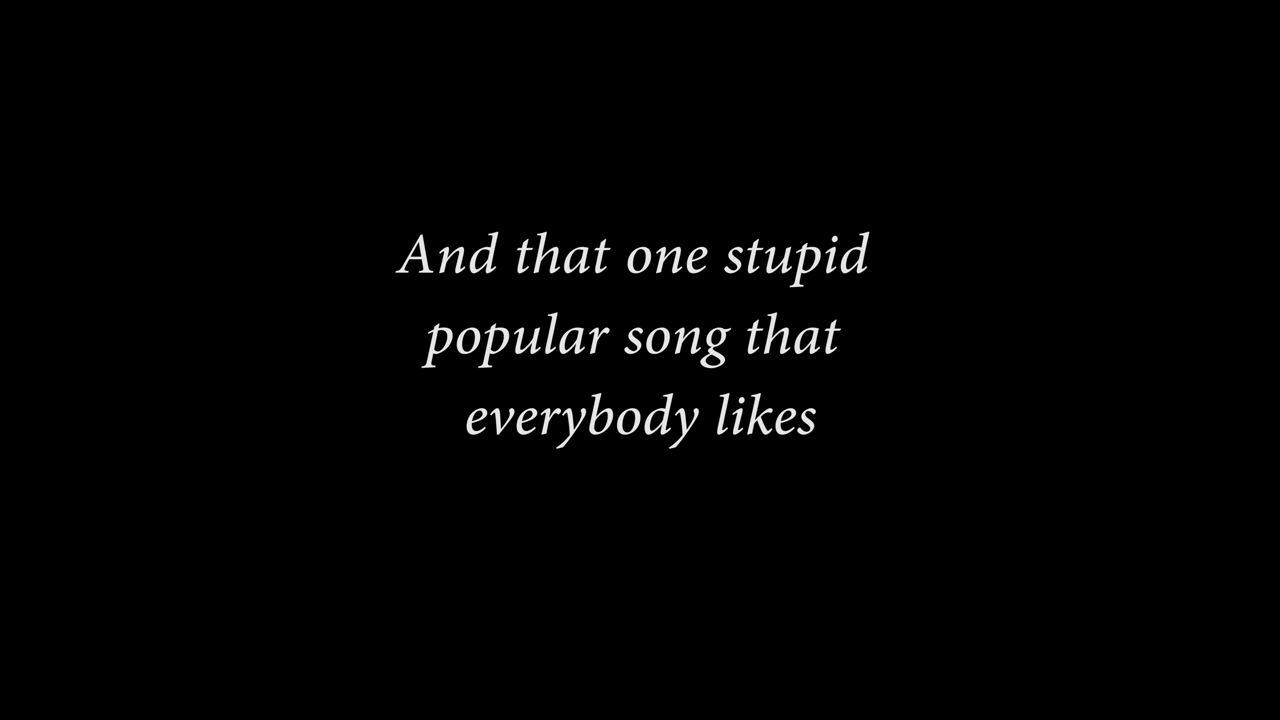 And that one stupid
popular song that
everybody likes